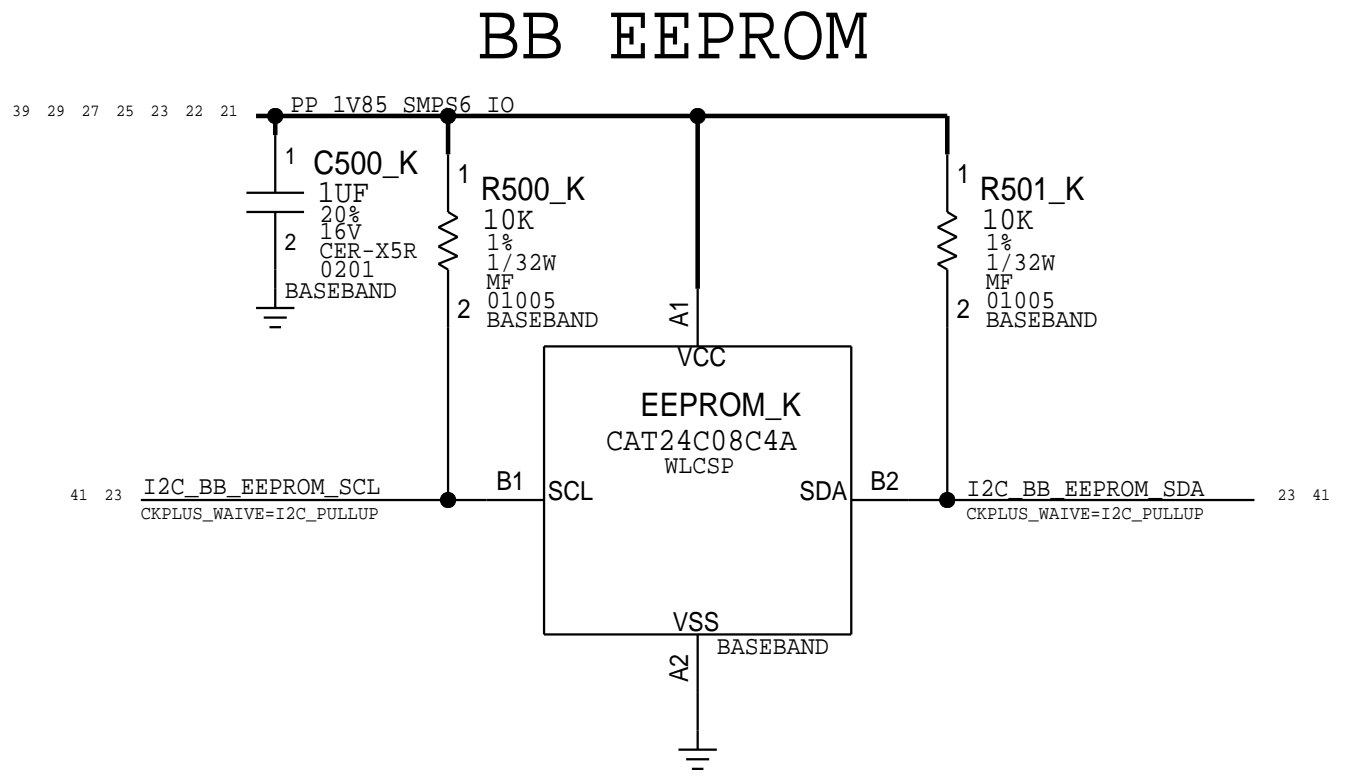 BB EEPROM
39 29 27 25 23 22 21
PP_1V85_SMPS6_IO
1
C500_K
1UF
20%
16V
2
CER-X5R
0201
BASEBAND
1
R500_K
10K
1%
1/32W
MF
01005
2
BASEBAND
1
R501_K
10K
1%
1/32W
MF
01005
2
BASEBAND
A1
VCC
EEPROM_K
CAT24C08C4A
WLCSP
41 23
I2C_BB_EEPROM_SCL
CKPLUS_WAIVE=I2C_PULLUP
B1
SCL
SDA
B2
I2C_BB_EEPROM_SDA
CKPLUS_WAIVE=I2C_PULLUP
23 41
VSS
BASEBAND
A2